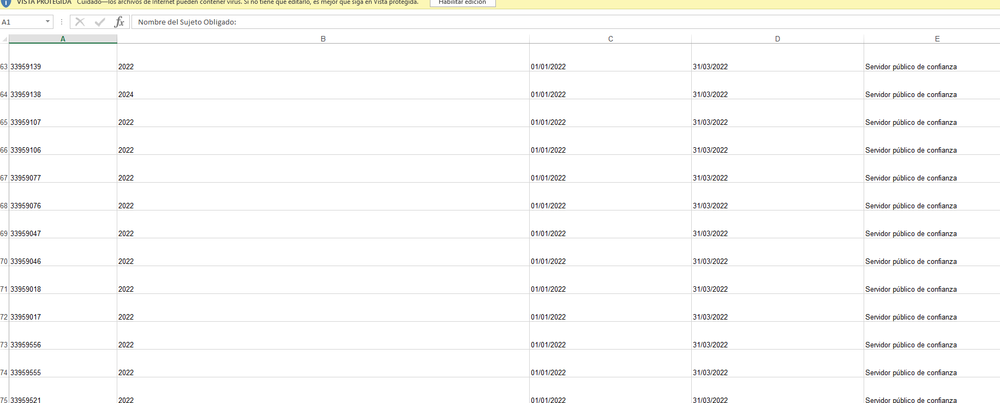 VISTA PROTEGIDA Cuidado—los archivos de Internet pueden contener virus. Si no tiene que editarlo, es mejor que siga en Vista protegida. Habilitar edición
A1 fx Nombre del Sujeto Obligado:
A B C D E
63 33959139 2022 01/01/2022 31/03/2022 Servidor público de confianza
64 33959138 2024 01/01/2022 31/03/2022 Servidor público de confianza
65 33959107 2022 01/01/2022 31/03/2022 Servidor público de confianza
66 33959106 2022 01/01/2022 31/03/2022 Servidor público de confianza
67 33959077 2022 01/01/2022 31/03/2022 Servidor público de confianza
68 33959076 2022 01/01/2022 31/03/2022 Servidor público de confianza
69 33959047 2022 01/01/2022 31/03/2022 Servidor público de confianza
70 33959046 2022 01/01/2022 31/03/2022 Servidor público de confianza
71 33959018 2022 01/01/2022 31/03/2022 Servidor público de confianza
72 33959017 2022 01/01/2022 31/03/2022 Servidor público de confianza
73 33959556 2022 01/01/2022 31/03/2022 Servidor público de confianza
74 33959555 2022 01/01/2022 31/03/2022 Servidor público de confianza
75 33959521 2022 01/01/2022 31/03/2022 Servidor público de confianza